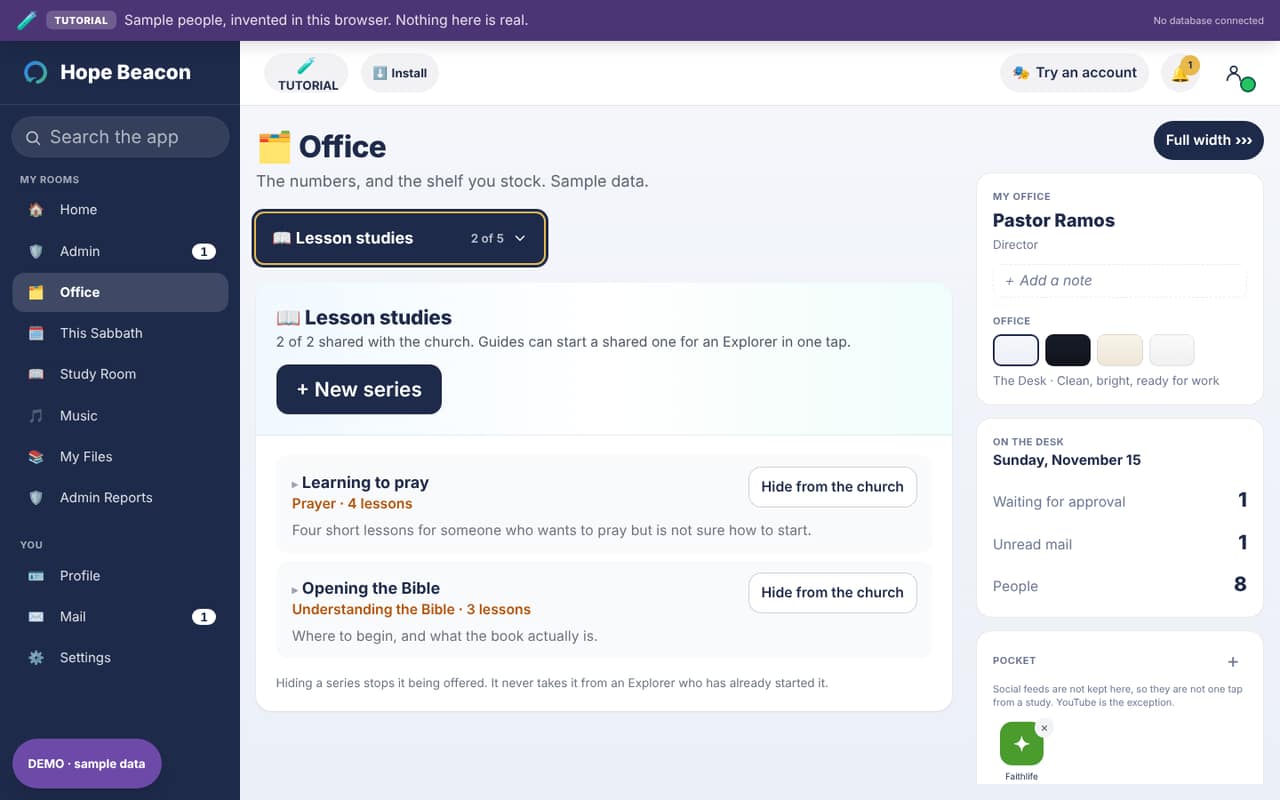 TUTORIAL Sample people, invented in this browser. Nothing here is real.
No database connected
Hope Beacon
Search the app
MY ROOMS
Home
Admin 1
Office
This Sabbath
Study Room
Music
My Files
Admin Reports
YOU
Profile
Mail 1
Settings
DEMO · sample data
TUTORIAL
Install
Try an account
1
Office
The numbers, and the shelf you stock. Sample data.
Full width ›››
Lesson studies 2 of 5
Lesson studies
2 of 2 shared with the church. Guides can start a shared one for an Explorer in one tap.
+ New series
Learning to pray
Prayer · 4 lessons
Four short lessons for someone who wants to pray but is not sure how to start.
Hide from the church
Opening the Bible
Understanding the Bible · 3 lessons
Where to begin, and what the book actually is.
Hide from the church
Hiding a series stops it being offered. It never takes it from an Explorer who has already started it.
MY OFFICE
Pastor Ramos
Director
+ Add a note
OFFICE
The Desk · Clean, bright, ready for work
ON THE DESK
Sunday, November 15
Waiting for approval 1
Unread mail 1
People 8
POCKET +
Social feeds are not kept here, so they are not one tap
from a study. YouTube is the exception.
×
Faithlife